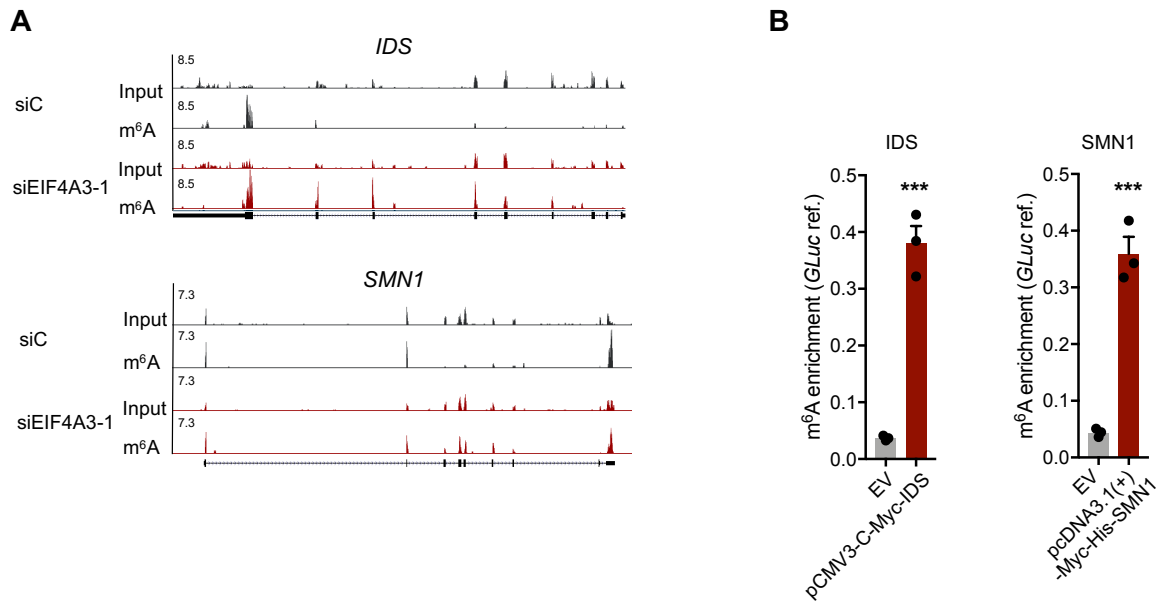 A
IDS
8.5
Input
siC
8.5
m⁶A
8.5
Input
siEIF4A3-1
8.5
m⁶A
SMN1
7.3
Input
siC
7.3
m⁶A
7.3
Input
siEIF4A3-1
7.3
m⁶A
B
IDS
m⁶A enrichment (GLuc ref.)
0.5
0.4
0.3
0.2
0.1
0.0
***
EV
pCMV3-C-Myc-IDS
SMN1
m⁶A enrichment (GLuc ref.)
0.5
0.4
0.3
0.2
0.1
0.0
***
EV
pcDNA3.1(+)
-Myc-His-SMN1